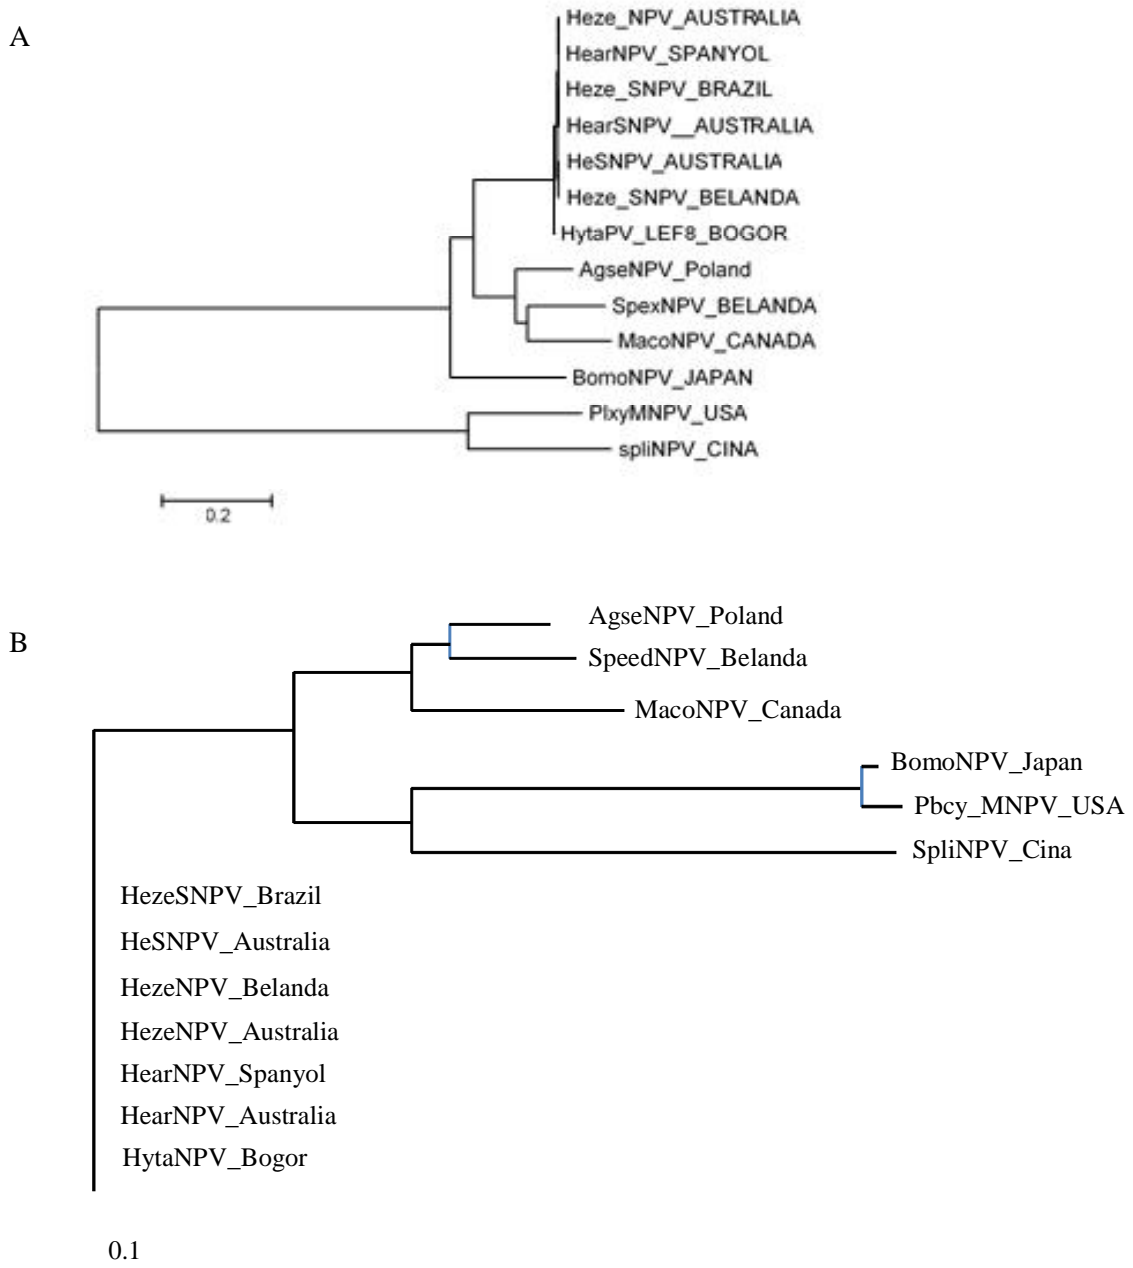 A
Heze_NPV_AUSTRALIA
HearNPV_SPANYOL
Heze_SNPV_BRAZIL
HearSNPV__AUSTRALIA
HeSNPV_AUSTRALIA
Heze_SNPV_BELANDA
HytaPV_LEF8_BOGOR
AgseNPV_Poland
SpexNPV_BELANDA
MacoNPV_CANADA
BomoNPV_JAPAN
PlxyMNPV_USA
spliNPV_CINA
0.2
B
AgseNPV_Poland
SpeedNPV_Belanda
MacoNPV_Canada
BomoNPV_Japan
Pbcy_MNPV_USA
SpliNPV_Cina
HezeSNPV_Brazil
HeSNPV_Australia
HezeNPV_Belanda
HezeNPV_Australia
HearNPV_Spanyol
HearNPV_Australia
HytaNPV_Bogor
0.1